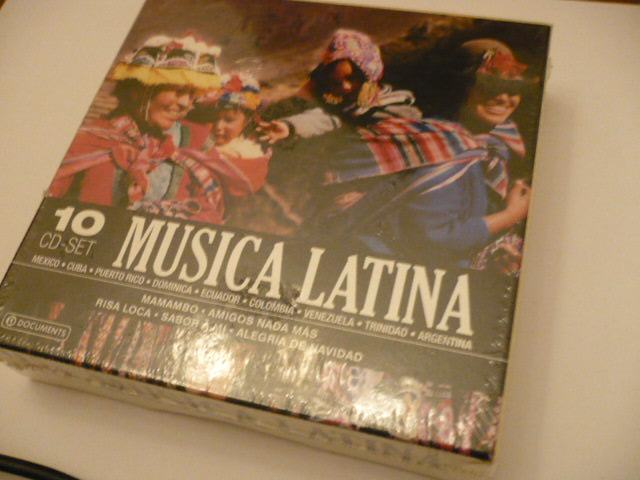 10
CD-SET
MUSICA LATINA
MEXICO • CUBA • PUERTO RICO • DOMINICA • ECUADOR • COLOMBIA • VENEZUELA • TRINIDAD • ARGENTINA
MAMAMBO • AMIGOS NADA MAS
RISA LOCA • SABOR A MI • ALEGRIA DE NAVIDAD
DOCUMENTS